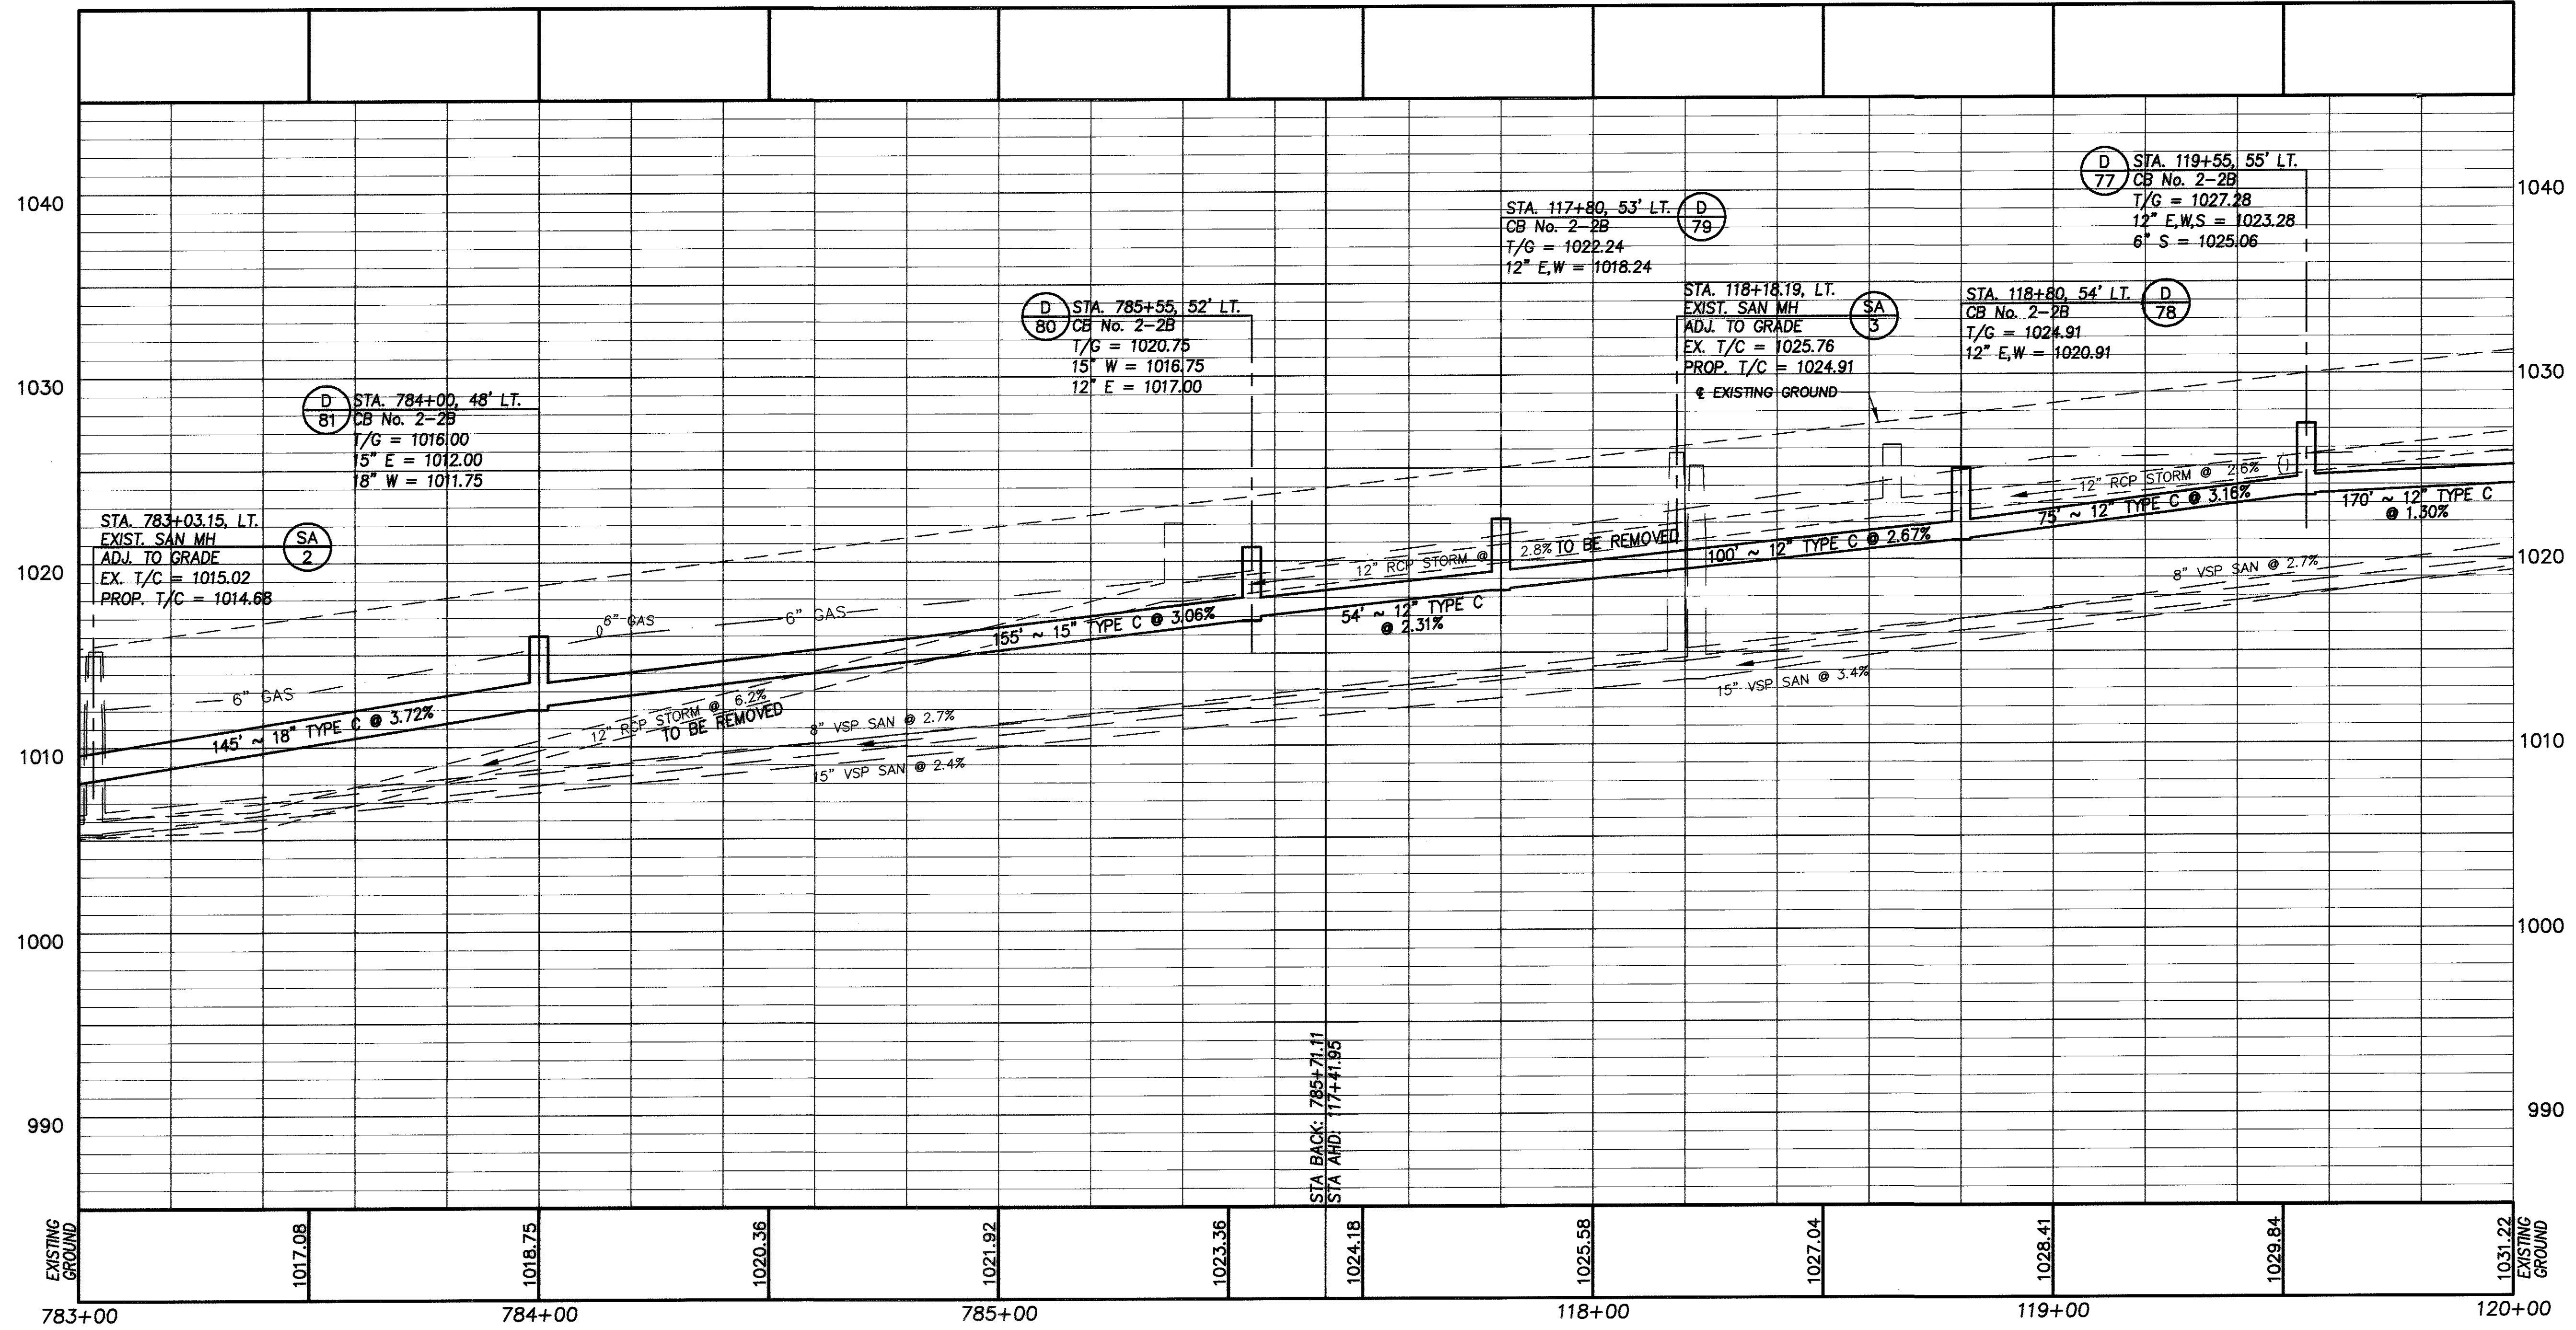 D
77
STA. 119+55, 55' LT.
CB No. 2-2B
T/G = 1027.28
12" E,W,S = 1023.28
6" S = 1025.06
STA. 117+80, 53' LT.
CB No. 2-2B
T/G = 1022.24
12" E,W = 1018.24
D
79
STA. 118+18.19, LT.
EXIST. SAN MH
ADJ. TO GRADE
EX. T/C = 1025.76
PROP. T/C = 1024.91
SA
3
STA. 118+80, 54' LT.
CB No. 2-2B
T/G = 1024.91
12" E,W = 1020.91
D
78
D
80
STA. 785+55, 52' LT.
CB No. 2-2B
T/G = 1020.75
15" W = 1016.75
12" E = 1017.00
℄ EXISTING GROUND
D
81
STA. 784+00, 48' LT.
CB No. 2-2B
T/G = 1016.00
15" E = 1012.00
18" W = 1011.75
STA. 783+03.15, LT.
EXIST. SAN MH
ADJ. TO GRADE
EX. T/C = 1015.02
PROP. T/C = 1014.68
SA
2
1040
1030
1020
1010
1000
990
1040
1030
1020
1010
1000
990
6" GAS
6" GAS
6" GAS
145' ~ 18" TYPE C @ 3.72%
155' ~ 15" TYPE C @ 3.06%
54' ~ 12" TYPE C
@ 2.31%
100' ~ 12" TYPE C @ 2.67%
75' ~ 12" TYPE C @ 3.16%
170' ~ 12" TYPE C
@ 1.30%
12" RCP STORM @ 6.2%
TO BE REMOVED
12" RCP STORM @ 2.8% TO BE REMOVED
12" RCP STORM @ 2.6%
8" VSP SAN @ 2.7%
15" VSP SAN @ 2.4%
15" VSP SAN @ 3.4%
8" VSP SAN @ 2.7%
STA BACK: 785+71.11
STA AHD: 117+41.95
EXISTING
GROUND
1017.08
1018.75
1020.36
1021.92
1023.36
1024.18
1025.58
1027.04
1028.41
1029.84
1031.22
EXISTING
GROUND
783+00
784+00
785+00
118+00
119+00
120+00